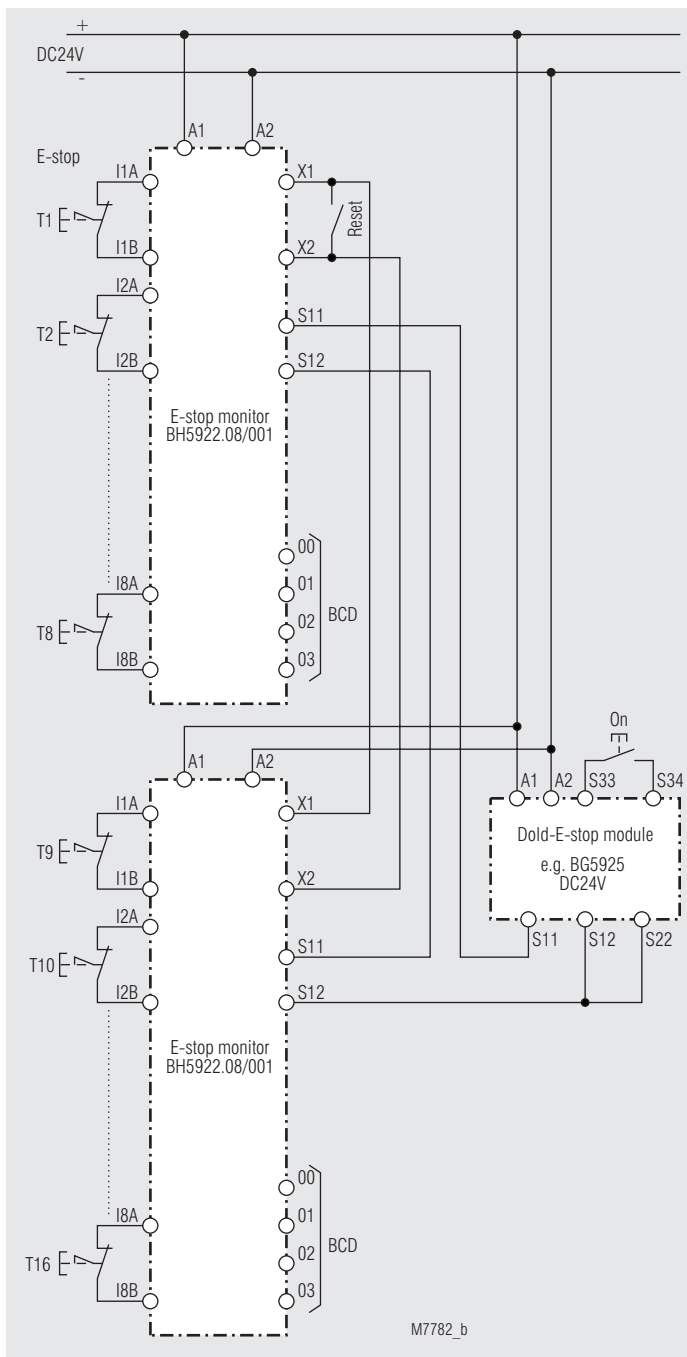 +
DC24V
-
A1 A2
E-stop
I1A X1
T1 Reset
I1B X2
I2A
S11
T2
I2B S12
E-stop monitor
BH5922.08/001
00
I8A 01
BCD
T8 02
I8B 03
On
A1 A2
A1 A2 S33 S34
I1A X1
Dold-E-stop module
T9
e.g. BG5925
DC24V
I1B X2
I2A
S11 S12 S22
T10 S11
I2B S12
E-stop monitor
BH5922.08/001
00
I8A 01
BCD
T16 02
I8B 03
M7782_b